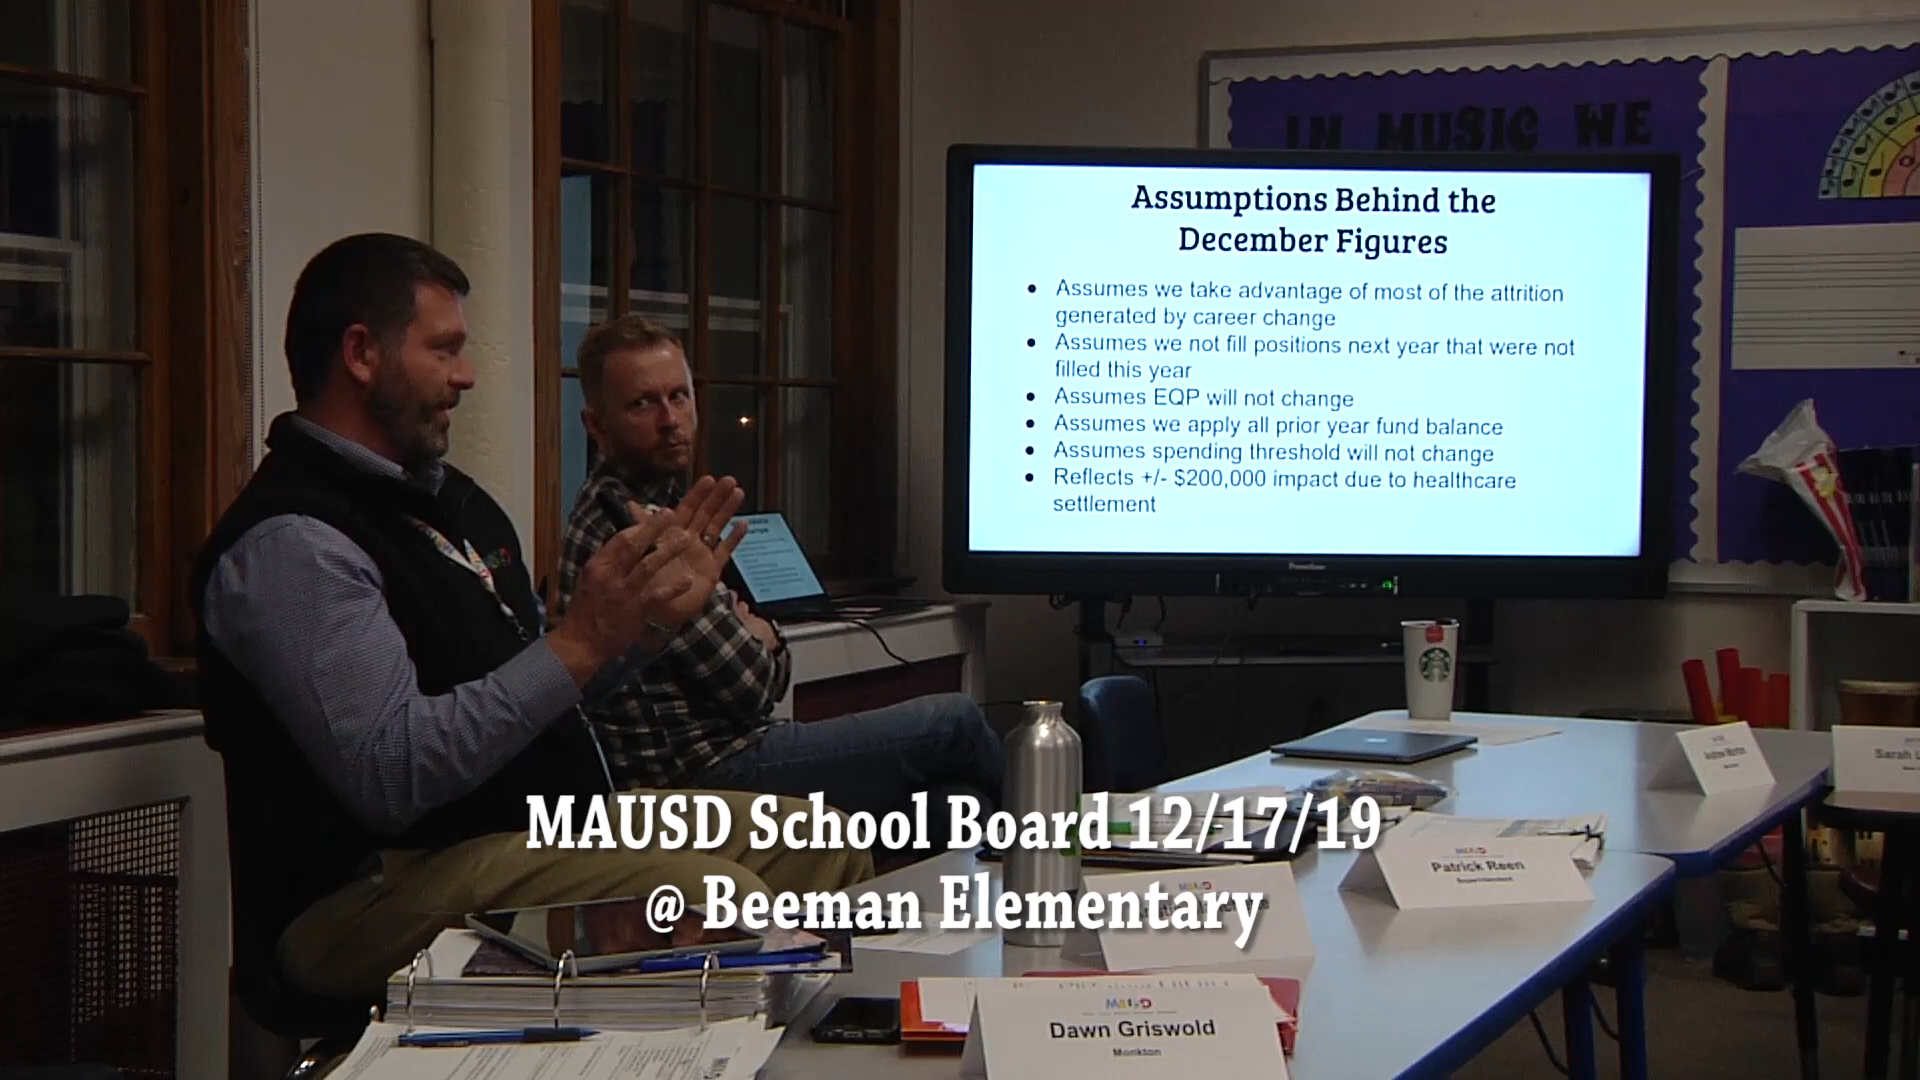 IN MUSIC WE
Assumptions Behind the
December Figures
• Assumes we take advantage of most of the attrition
generated by career change
• Assumes we not fill positions next year that were not
filled this year
• Assumes EQP will not change
• Assumes we apply all prior year fund balance
• Assumes spending threshold will not change
• Reflects +/- $200,000 impact due to healthcare
settlement
Sarah
MAUSD School Board 12/17/19
@ Beeman Elementary
Patrick Reen
Superintendent
Dawn Griswold
Monkton